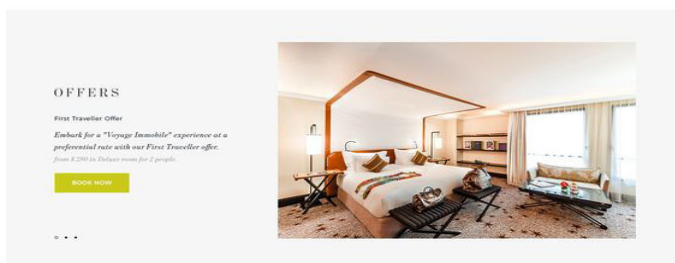 OFFERS
First Traveller Offer
Embark for a "Voyage Immobile" experience at a
preferential rate with our First Traveller offer.
in Deluxe room for 2 people.
BOOK NOW